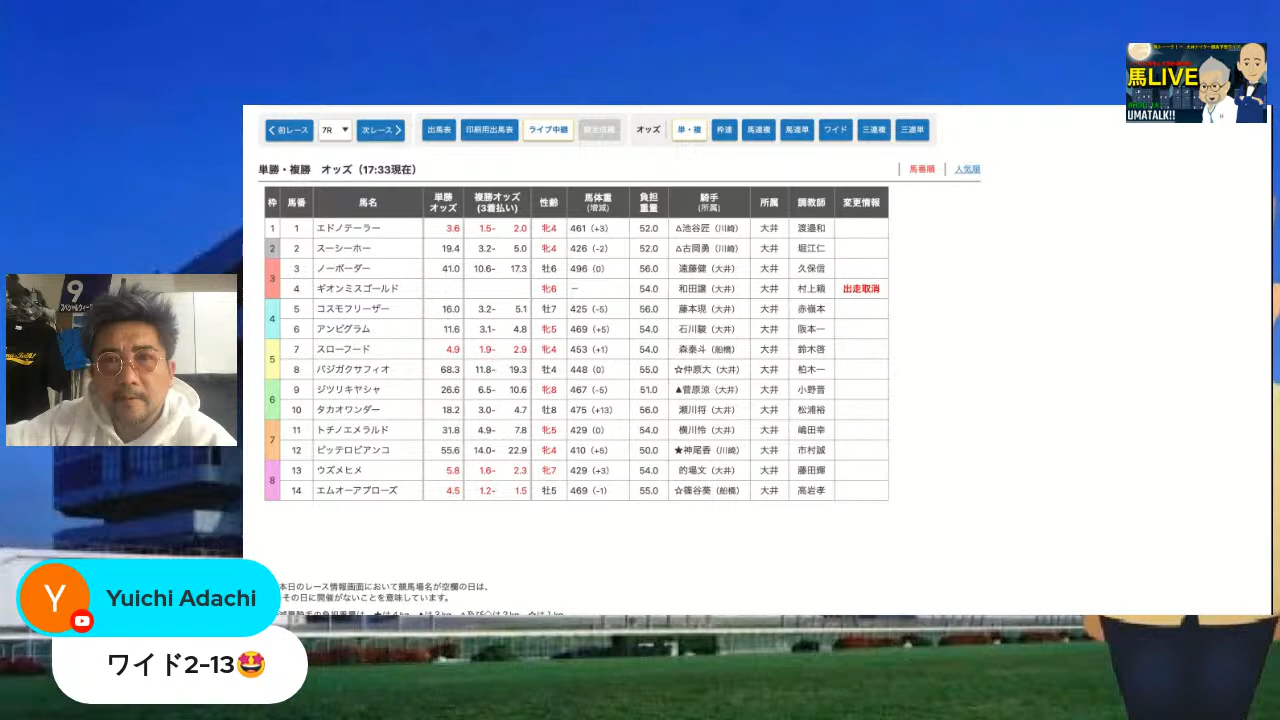 前レース 7R 次レース 出馬表 印刷用出馬表 ライブ中継 オッズ 単・複 枠連 馬連複 馬連単 ワイド 三連複 三連単
単勝・複勝 オッズ（17:33現在） 馬番順 人気順
枠 馬番 馬名 単勝オッズ 複勝オッズ(3着払い) 性齢 馬体重(増減) 負担重量 騎手(所属) 所属 調教師 変更情報
1 1 エドノテーラー 3.6 1.5- 2.0 牝4 461 (+3) 52.0 △池谷匠（川崎） 大井 渡邉和
2 2 スーシーホー 19.4 3.2- 5.0 牝4 426 (-2) 52.0 △古岡勇（川崎） 大井 堀江仁
3 3 ノーボーダー 41.0 10.6- 17.3 牡6 496 (0) 56.0 遠藤健（大井） 大井 久保信
4 ギオンミスゴールド 牝6 － 54.0 和田譲（大井） 大井 村上頼 出走取消
4 5 コスモフリーザー 16.0 3.2- 5.1 牡7 425 (-5) 56.0 藤本現（大井） 大井 赤嶺本
6 アンビグラム 11.6 3.1- 4.8 牝5 469 (+5) 54.0 石川駿（大井） 大井 阪本一
5 7 スローフード 4.9 1.9- 2.9 牝4 453 (+1) 54.0 森泰斗（船橋） 大井 鈴木啓
8 バジガクサフィオ 68.3 11.8- 19.3 牡4 448 (0) 55.0 ☆仲原大（大井） 大井 柏木一
6 9 ジツリキヤシャ 26.6 6.5- 10.6 牝8 467 (-5) 51.0 ▲菅原涼（大井） 大井 小野晋
10 タカオワンダー 18.2 3.0- 4.7 牡8 475 (+13) 56.0 瀬川将（大井） 大井 松浦裕
7 11 トチノエメラルド 31.8 4.9- 7.8 牝5 429 (0) 54.0 横川怜（大井） 大井 嶋田幸
12 ピッテロビアンコ 55.6 14.0- 22.9 牝4 410 (+5) 50.0 ★神尾香（川崎） 大井 市村誠
8 13 ウズメヒメ 5.8 1.6- 2.3 牝7 429 (+3) 54.0 的場文（大井） 大井 藤田輝
14 エムオーアプローズ 4.5 1.2- 1.5 牡5 469 (-1) 55.0 ☆篠谷葵（船橋） 大井 高岩孝
本日のレース情報画面において競馬場名が空欄の日は、
その日に開催がないことを意味しています。
馬LIVE
UMATALK!!
9
スペシャルウィーク
Y Yuichi Adachi
ワイド2-13🤩